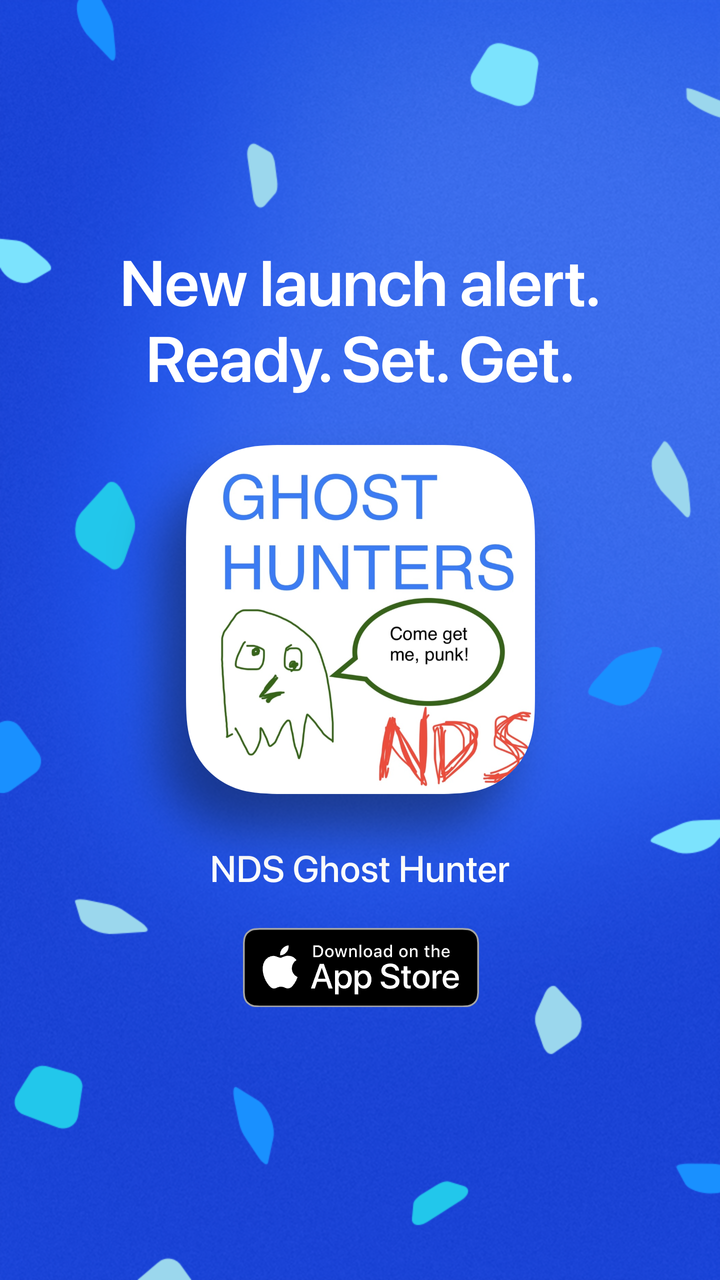 New launch alert.
Ready. Set. Get.
GHOST
HUNTERS
Come get
me, punk!
NDS
NDS Ghost Hunter
Download on the
App Store